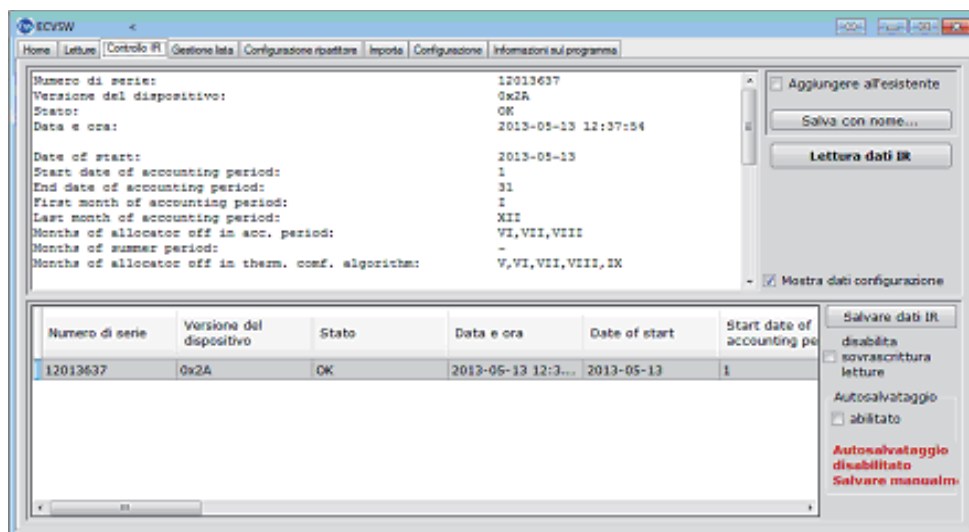 ECVSW
Home Letture Controllo IR Gestione lista Configurazione ripartitore Importa Configurazione Informazioni sul programma
Numero di serie: 12013637
Versione del dispositivo: 0x2A
Stato: OK
Data e ora: 2013-05-13 12:37:54
Date of start: 2013-05-13
Start date of accounting period: 1
End date of accounting period: 31
First month of accounting period: I
Last month of accounting period: XII
Months of allocator off in acc. period: VI,VII,VIII
Months of summer period: -
Months of allocator off in therm. comf. algorithm: V,VI,VII,VIII,IX
Aggiungere all'esistente
Salva con nome...
Lettura dati IR
Mostra dati configurazione
Numero di serie Versione del dispositivo Stato Data e ora Date of start Start date of accounting pe
12013637 0x2A OK 2013-05-13 12:3... 2013-05-13 1
Salvare dati IR
disabilita
sovrascrittura
letture
Autosalvataggio
abilitato
Autosalvataggio
disabilitato
Salvare manualm